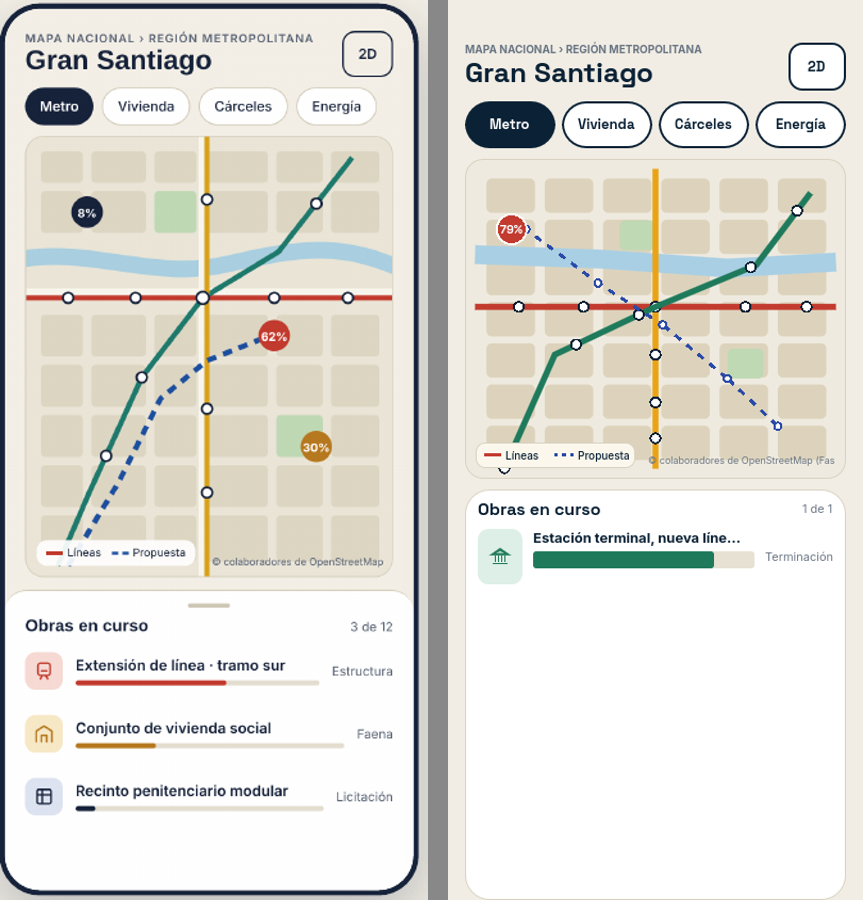 MAPA NACIONAL › REGIÓN METROPOLITANA
Gran Santiago
2D
Metro
Vivienda
Cárceles
Energía
8%
62%
30%
Líneas
Propuesta
© colaboradores de OpenStreetMap
Obras en curso
3 de 12
Extensión de línea · tramo sur
Estructura
Conjunto de vivienda social
Faena
Recinto penitenciario modular
Licitación
MAPA NACIONAL › REGIÓN METROPOLITANA
Gran Santiago
2D
Metro
Vivienda
Cárceles
Energía
79%
Líneas
Propuesta
© colaboradores de OpenStreetMap (Fas
Obras en curso
1 de 1
Estación terminal, nueva líne...
Terminación